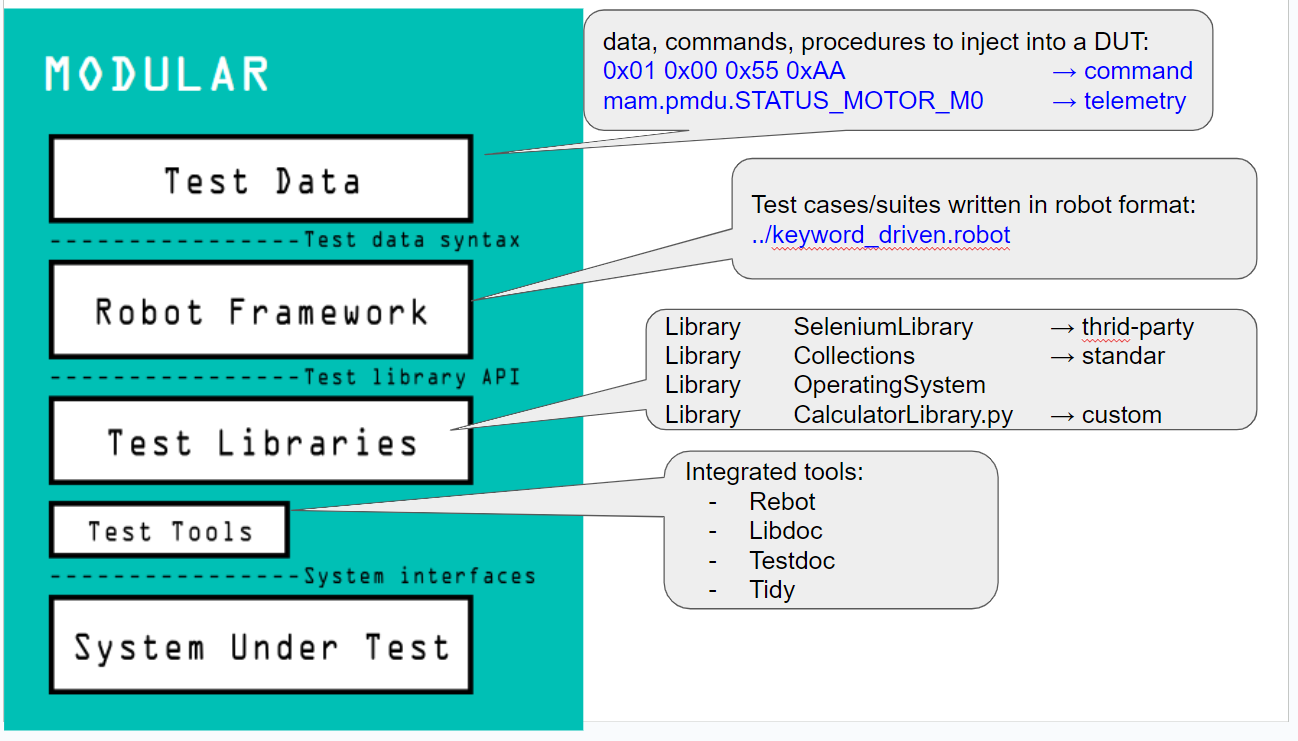 MODULAR
Test Data
----------------Test data syntax
Robot Framework
----------------Test library API
Test Libraries
Test Tools
----------------System interfaces
System Under Test
data, commands, procedures to inject into a DUT:
0x01 0x00 0x55 0xAA → command
mam.pmdu.STATUS_MOTOR_M0 → telemetry
Test cases/suites written in robot format:
../keyword_driven.robot
Library SeleniumLibrary → thrid-party
Library Collections → standar
Library OperatingSystem
Library CalculatorLibrary.py → custom
Integrated tools:
- Rebot
- Libdoc
- Testdoc
- Tidy